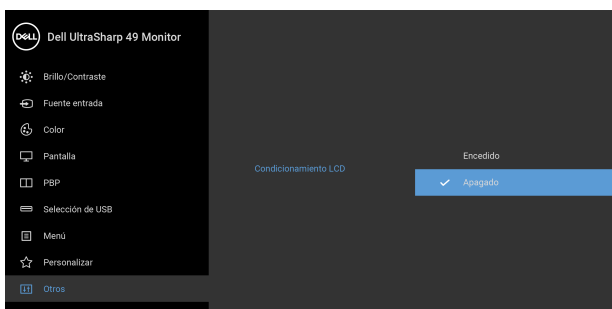 DELL
Dell UltraSharp 49 Monitor
Brillo/Contraste
Fuente entrada
Color
Pantalla
PBP
Selección de USB
Menú
Personalizar
Otros
Condicionamiento LCD
Encedido
Apagado